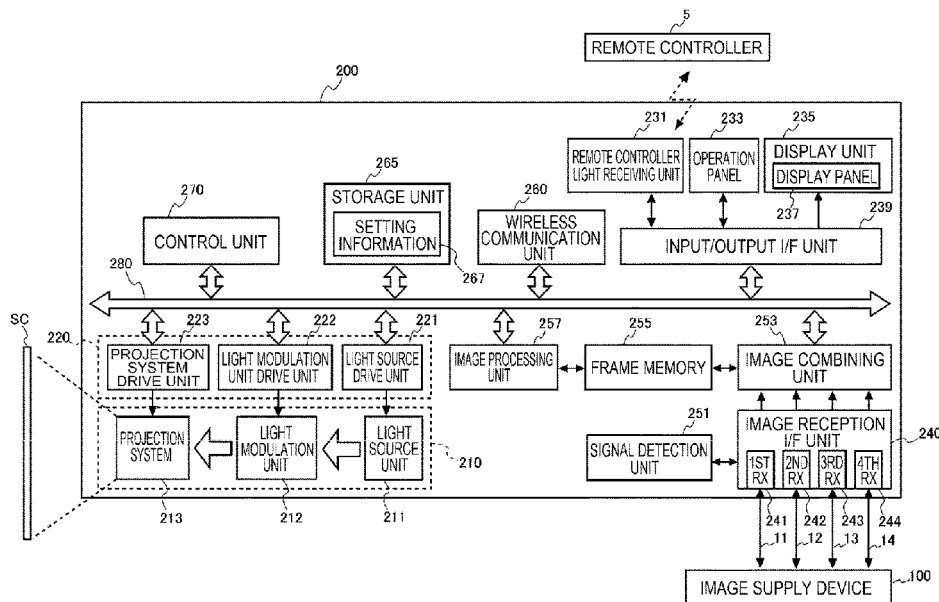 5
REMOTE CONTROLLER
200
231
233
235
REMOTE CONTROLLER
LIGHT RECEIVING UNIT
OPERATION
PANEL
DISPLAY UNIT
DISPLAY PANEL
237
239
270
265
260
CONTROL UNIT
STORAGE UNIT
SETTING
INFORMATION
267
WIRELESS
COMMUNICATION
UNIT
INPUT/OUTPUT I/F UNIT
280
SC
220
223
222
221
257
255
253
PROJECTION
SYSTEM
DRIVE UNIT
LIGHT MODULATION
UNIT DRIVE UNIT
LIGHT SOURCE
DRIVE UNIT
IMAGE PROCESSING
UNIT
FRAME MEMORY
IMAGE COMBINING
UNIT
PROJECTION
SYSTEM
LIGHT
MODULATION
UNIT
LIGHT
SOURCE
UNIT
210
213
212
211
251
SIGNAL DETECTION
UNIT
IMAGE RECEPTION
I/F UNIT
240
1ST
RX
2ND
RX
3RD
RX
4TH
RX
241
242
243
244
11
12
13
14
100
IMAGE SUPPLY DEVICE